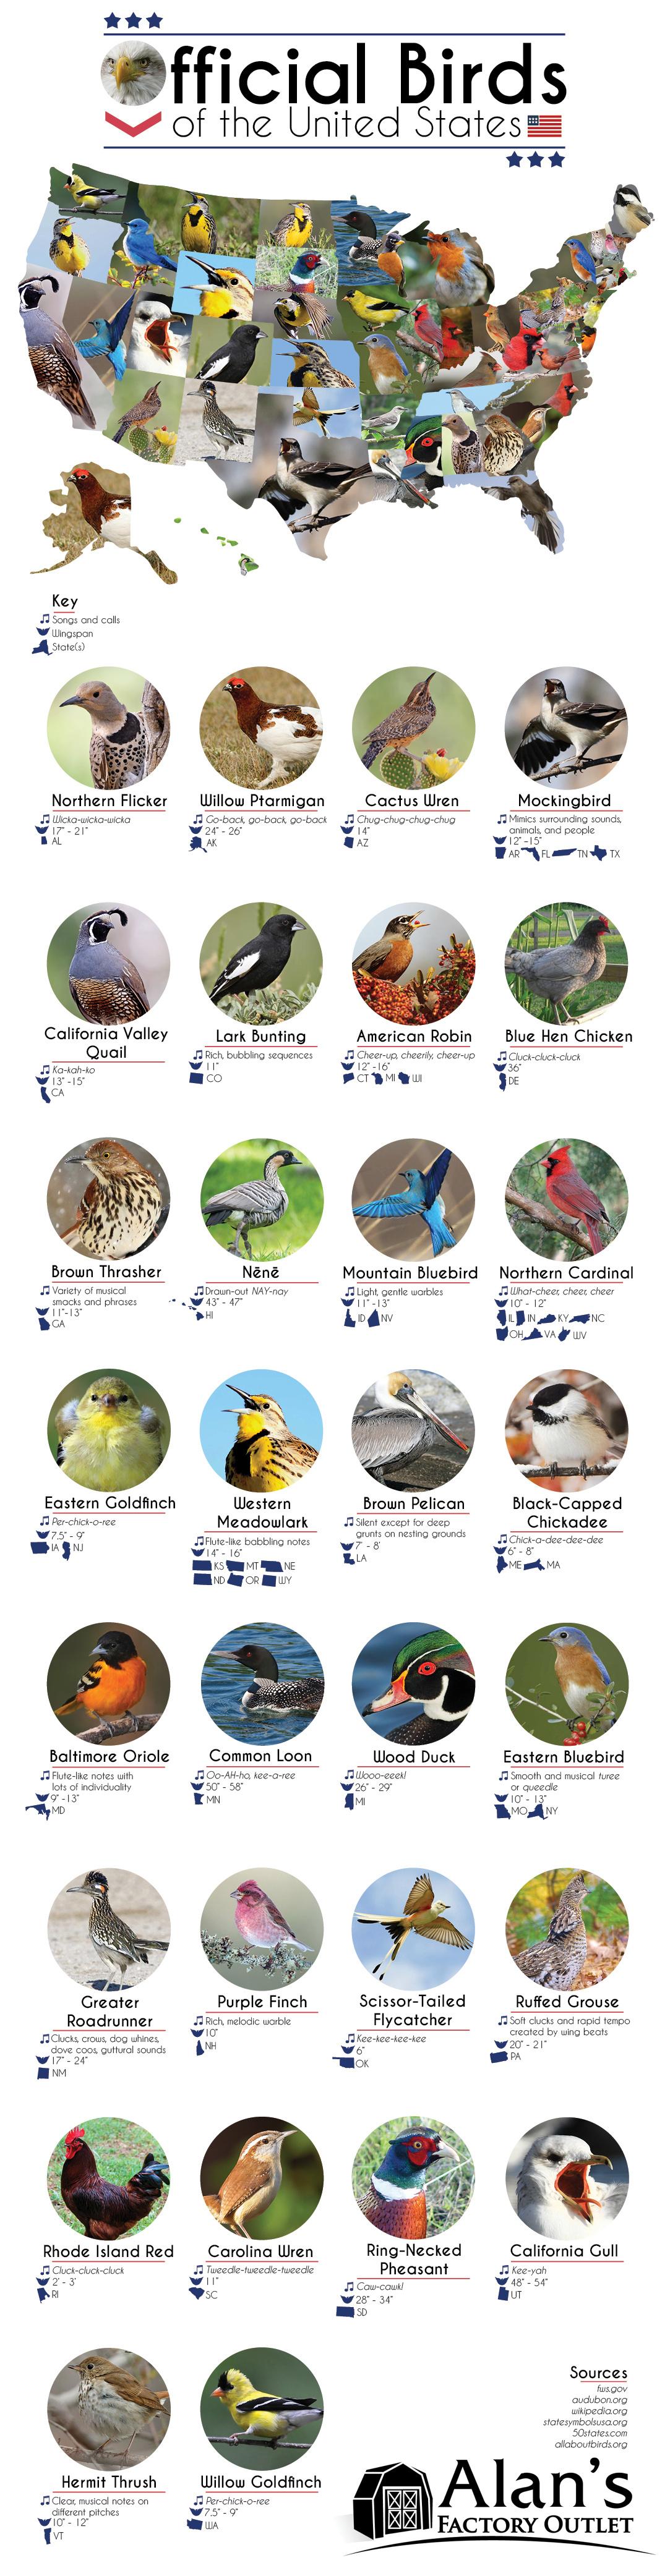 Official Birds
of the United States
Key
Songs and calls
Wingspan
State(s)
Northern Flicker
Wicka-wicka-wicka
17" - 21"
AL
Willow Ptarmigan
Go-back, go-back, go-back
24" - 26"
AK
Cactus Wren
Chug-chug-chug-chug
14"
AZ
Mockingbird
Mimics surrounding sounds,
animals, and people
12" -15"
AR FL TN TX
California Valley
Quail
Ka-kah-ko
13" -15"
CA
Lark Bunting
Rich, bubbling sequences
11"
CO
American Robin
Cheer-up, cheerily, cheer-up
12" -16"
CT MI WI
Blue Hen Chicken
Cluck-cluck-cluck
36"
DE
Brown Thrasher
Variety of musical
smacks and phrases
11"-13"
GA
Nēnē
Drawn-out NAY-nay
43" - 47"
HI
Mountain Bluebird
Light, gentle warbles
11" -13"
ID NV
Northern Cardinal
What-cheer, cheer, cheer
10" - 12"
IL IN KY NC
OH VA WV
Eastern Goldfinch
Per-chick-o-ree
7.5" - 9"
IA NJ
Western
Meadowlark
Flute-like babbling notes
14" - 16"
KS MT NE
ND OR WY
Brown Pelican
Silent except for deep
grunts on nesting grounds
7' - 8'
LA
Black-Capped
Chickadee
Chick-a-dee-dee-dee
6" - 8"
ME MA
Baltimore Oriole
Flute-like notes with
lots of individuality
9" -13"
MD
Common Loon
Oo-AH-ho, kee-a-ree
50" - 58"
MN
Wood Duck
Wooo-eeek!
26" - 29"
MI
Eastern Bluebird
Smooth and musical turee
or queedle
10" - 13"
MO NY
Greater
Roadrunner
Clucks, crows, dog whines,
dove coos, guttural sounds
17" - 24"
NM
Purple Finch
Rich, melodic warble
10"
NH
Scissor-Tailed
Flycatcher
Kee-kee-kee-kee
6"
OK
Ruffed Grouse
Soft clucks and rapid tempo
created by wing beats
20" - 21"
PA
Rhode Island Red
Cluck-cluck-cluck
2' - 3'
RI
Carolina Wren
Tweedle-tweedle-tweedle
11"
SC
Ring-Necked
Pheasant
Caw-cawk!
28" - 34"
SD
California Gull
Kee-yah
48" - 54"
UT
Hermit Thrush
Clear, musical notes on
different pitches
10" - 12"
VT
Willow Goldfinch
Per-chick-o-ree
7.5" - 9"
WA
Sources
fws.gov
audubon.org
wikipedia.org
statesymbolsusa.org
50states.com
allaboutbirds.org
Alan's
FACTORY OUTLET